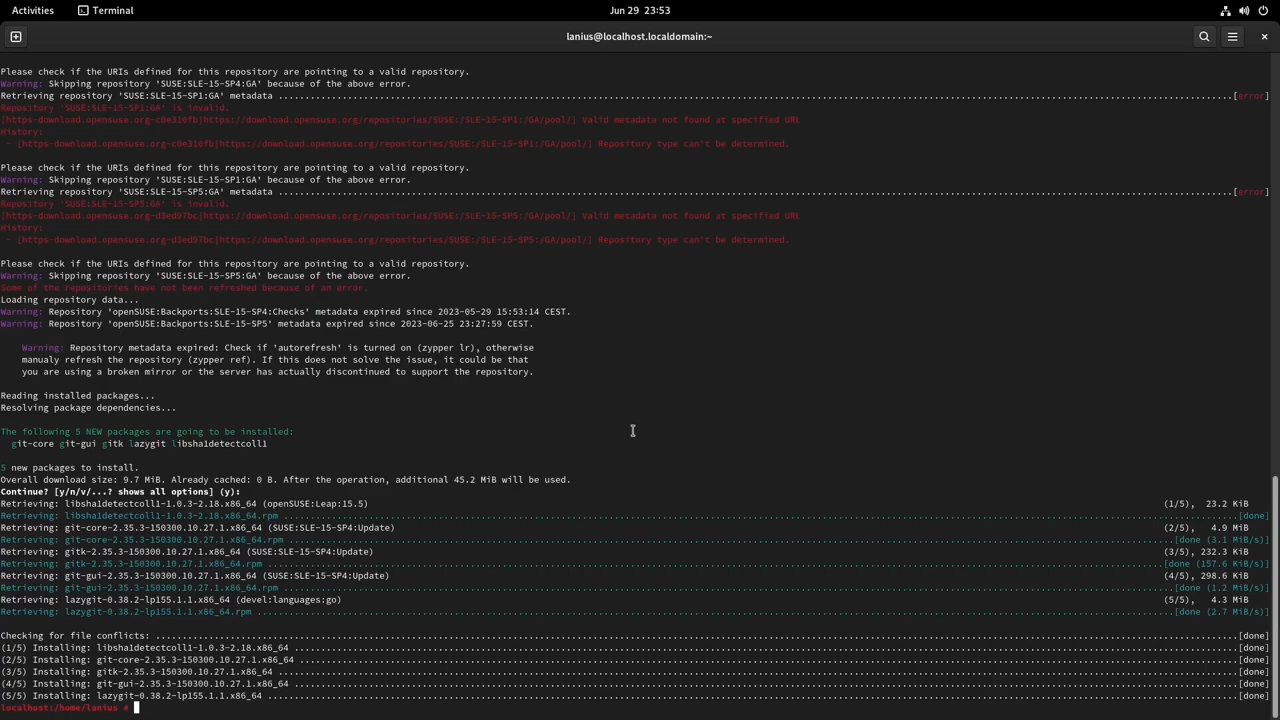 Activities Terminal Jun 29 23:53
lanius@localhost.localdomain:~
Please check if the URIs defined for this repository are pointing to a valid repository.
Warning: Skipping repository 'SUSE:SLE-15-SP4:GA' because of the above error.
Retrieving repository 'SUSE:SLE-15-SP1:GA' metadata ................................................................[error]
Repository 'SUSE:SLE-15-SP1:GA' is invalid.
[https-download.opensuse.org-c0e310fb|https://download.opensuse.org/repositories/SUSE:/SLE-15-SP1:/GA/pool/] Valid metadata not found at specified URL
History:
- [https-download.opensuse.org-c0e310fb|https://download.opensuse.org/repositories/SUSE:/SLE-15-SP1:/GA/pool/] Repository type can't be determined.
Please check if the URIs defined for this repository are pointing to a valid repository.
Warning: Skipping repository 'SUSE:SLE-15-SP1:GA' because of the above error.
Retrieving repository 'SUSE:SLE-15-SP5:GA' metadata ................................................................[error]
Repository 'SUSE:SLE-15-SP5:GA' is invalid.
[https-download.opensuse.org-d3ed97bc|https://download.opensuse.org/repositories/SUSE:/SLE-15-SP5:/GA/pool/] Valid metadata not found at specified URL
History:
- [https-download.opensuse.org-d3ed97bc|https://download.opensuse.org/repositories/SUSE:/SLE-15-SP5:/GA/pool/] Repository type can't be determined.
Please check if the URIs defined for this repository are pointing to a valid repository.
Warning: Skipping repository 'SUSE:SLE-15-SP5:GA' because of the above error.
Some of the repositories have not been refreshed because of an error.
Loading repository data...
Warning: Repository 'openSUSE:Backports:SLE-15-SP4:Checks' metadata expired since 2023-05-29 15:53:14 CEST.
Warning: Repository 'openSUSE:Backports:SLE-15-SP5' metadata expired since 2023-06-25 23:27:59 CEST.
Warning: Repository metadata expired: Check if 'autorefresh' is turned on (zypper lr), otherwise
manualy refresh the repository (zypper ref). If this does not solve the issue, it could be that
you are using a broken mirror or the server has actually discontinued to support the repository.
Reading installed packages...
Resolving package dependencies...
The following 5 NEW packages are going to be installed:
git-core git-gui gitk lazygit libsha1detectcoll1
5 new packages to install.
Overall download size: 9.7 MiB. Already cached: 0 B. After the operation, additional 45.2 MiB will be used.
Continue? [y/n/v/...? shows all options] (y):
Retrieving: libsha1detectcoll1-1.0.3-2.18.x86_64 (openSUSE:Leap:15.5) (1/5), 23.2 KiB
Retrieving: libsha1detectcoll1-1.0.3-2.18.x86_64.rpm ................................................................[done]
Retrieving: git-core-2.35.3-150300.10.27.1.x86_64 (SUSE:SLE-15-SP4:Update) (2/5), 4.9 MiB
Retrieving: git-core-2.35.3-150300.10.27.1.x86_64.rpm ................................................................[done (3.1 MiB/s)]
Retrieving: gitk-2.35.3-150300.10.27.1.x86_64 (SUSE:SLE-15-SP4:Update) (3/5), 232.3 KiB
Retrieving: gitk-2.35.3-150300.10.27.1.x86_64.rpm ................................................................[done (157.6 KiB/s)]
Retrieving: git-gui-2.35.3-150300.10.27.1.x86_64 (SUSE:SLE-15-SP4:Update) (4/5), 298.6 KiB
Retrieving: git-gui-2.35.3-150300.10.27.1.x86_64.rpm ................................................................[done (1.2 MiB/s)]
Retrieving: lazygit-0.38.2-lp155.1.1.x86_64 (devel:languages:go) (5/5), 4.3 MiB
Retrieving: lazygit-0.38.2-lp155.1.1.x86_64.rpm ................................................................[done (2.7 MiB/s)]
Checking for file conflicts: ................................................................[done]
(1/5) Installing: libsha1detectcoll1-1.0.3-2.18.x86_64 ................................................................[done]
(2/5) Installing: git-core-2.35.3-150300.10.27.1.x86_64 ................................................................[done]
(3/5) Installing: gitk-2.35.3-150300.10.27.1.x86_64 ................................................................[done]
(4/5) Installing: git-gui-2.35.3-150300.10.27.1.x86_64 ................................................................[done]
(5/5) Installing: lazygit-0.38.2-lp155.1.1.x86_64 ................................................................[done]
localhost:/home/lanius #